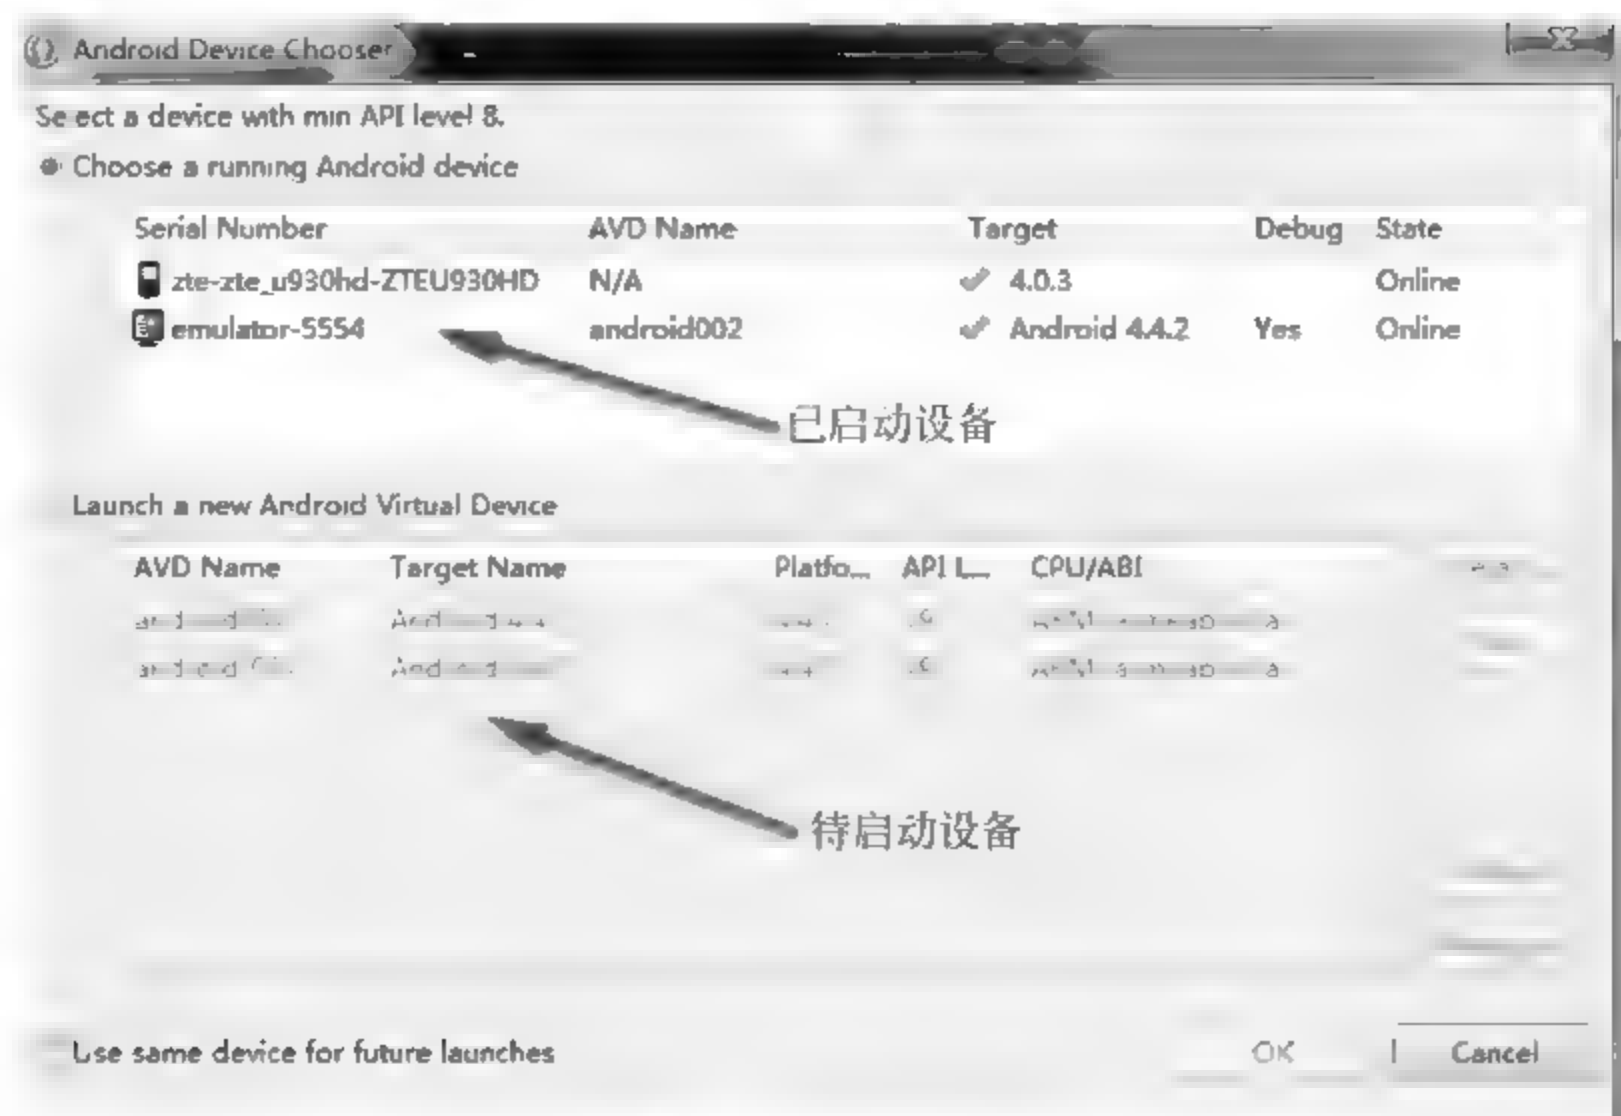 Android Device Chooser
Select a device with min API level 8.
Choose a running Android device
Serial Number AVD Name Target Debug State
zte-zte_u930hd-ZTEU930HD N/A 4.0.3 Online
emulator-5554 android002 Android 4.4.2 Yes Online
已启动设备
Launch a new Android Virtual Device
AVD Name Target Name Platfo... API L... CPU/ABI
待启动设备
Use same device for future launches
OK Cancel